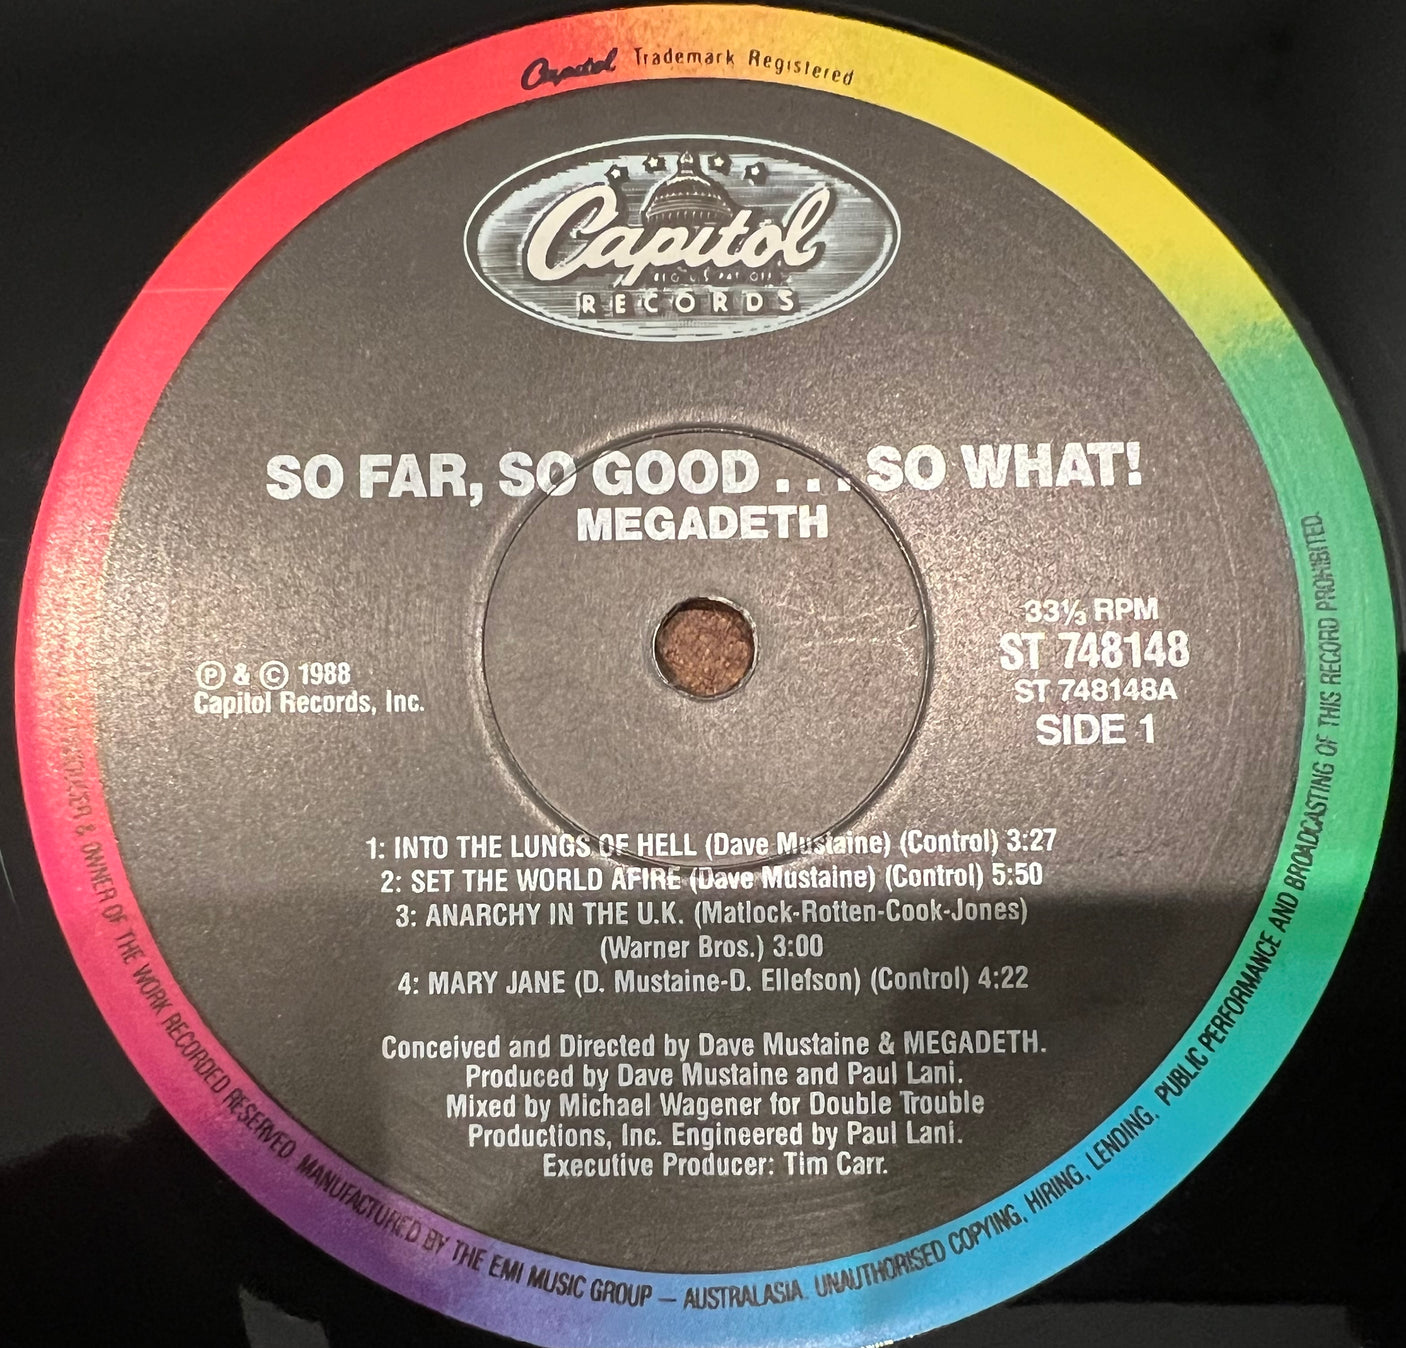 Capitol Trademark Registered
Capitol
RECORDS
SO FAR, SO GOOD . . . SO WHAT!
MEGADETH
33⅓ RPM
ST 748148
ST 748148A
SIDE 1
Ⓟ & © 1988
Capitol Records, Inc.
1: INTO THE LUNGS OF HELL (Dave Mustaine) (Control) 3:27
2: SET THE WORLD AFIRE (Dave Mustaine) (Control) 5:50
3: ANARCHY IN THE U.K. (Matlock-Rotten-Cook-Jones)
(Warner Bros.) 3:00
4: MARY JANE (D. Mustaine-D. Ellefson) (Control) 4:22
Conceived and Directed by Dave Mustaine & MEGADETH.
Produced by Dave Mustaine and Paul Lani.
Mixed by Michael Wagener for Double Trouble
Productions, Inc. Engineered by Paul Lani.
Executive Producer: Tim Carr.
& OWNER OF THE WORK RECORDED RESERVED. MANUFACTURED BY THE EMI MUSIC GROUP — AUSTRALASIA. UNAUTHORISED COPYING, HIRING, LENDING, PUBLIC PERFORMANCE AND BROADCASTING OF THIS RECORD PROHIBITED.